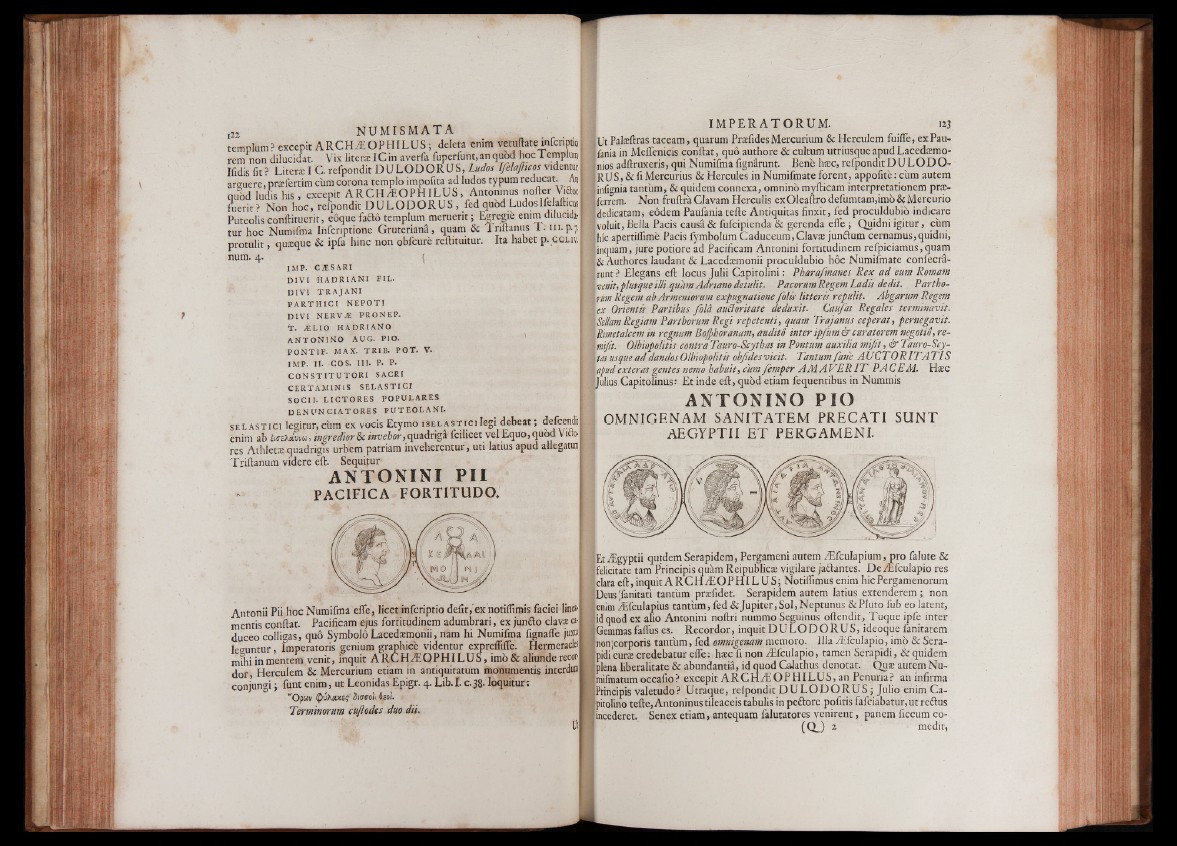 122 NUMISMATA
templum? excepit ARCHÆOPHILUS; deleta enim vetuſtate inſcriptio
rem non dilucidat. Vix literæ IC in averſa ſuperſunt, an quòd hoc Templum
Iſidis ſit? Literæ I C. reſpondit DULODORUS, Ludos Iſelaſticos videntur
arguere, præſertim cùm corona templo impoſita ad ludos typum reducat. An
quòd ludis his, excepit ARCHÆOPHILUS, Antoninus noſter Victor
fuerit? Non hoc, reſpondit DULODORUS, ſed quòd Ludos Iſelaſticos
Puteolis conſtituerit, eóque factò templum meruerit; Egregiè enim dilucida-
tur hoc Numiſma Inſcriptione Gruterianâ, quam & Triſtanus T. III. p. 7
protulit, quæque & ipſa hinc non obſcurè reſtituitur. Ita habet p. CCLIV.
num. 4.
IMP. CÆSARI
DIVI HADRIANI FIL.
DIVI TRAJANI
PARTHICI NEPOTI
DIVI NERVÆ PRONEP.
T. ÆLIO HADRIANO
ANTONINO AUG. PIO.
PONTIF. MAX. TRIB. POT. V.
IMP. II. COS. III. P. P.
CONSTITUTORI SACRI
CERTAMINIS SELASTICI
SOCII. LICTORES POPULARES
DENUNCIATORES PUTEOLANI.
SELASTICI legitur, cùm ex vocis Etymo ISELASTICI legi debeat; deſcendit
enim ab ingredior & invehor, quadrigâ ſcilicet vel Equo, quòd Victo-
res Athletæ quadrigis urbem patriam inveherentur, uti latius apud allegatum
Triſtanum videre eſt. Sequitur
ANTONINI PII
PACIFICA FORTITUDO.
ΛΑ
ΚΕ ΔΑΙ
ΜΟ ΝΙ
Antonii Pii hoc Numiſma eſſe, licet inſcriptio deſit, ex notiſſimis faciei linea-
mentis conſtat. Pacificam ejus fortitudinem adumbrari, ex juncto clavæ ca-
duceo colligas, quô Symbolô Lacedæmonii, nàm hi Numiſma ſignaſſe juxta
leguntur, Imperatoris genium graphicè videntur expreſſiſſe. Hermeracles
mihi in mentem venit, inquit ARCHÆOPHILUS, imò & aliunde recor-
dor, Herculem & Mercurium etiam in antiquitatum monumentis interdum
conjungi; ſunt enim, ut Leonidas Epigr. 4. Lib. I. c. 38. loquitur:
Ὅρων φύλακες δισσοὶ θεοί.
Terminorum cuſtodes duo dii.
Ut
IMPERATORUM. 123
Ut Palæſtras taceam, quarum Præſides Mercurium & Herculem fuiſſe, ex Pau-
ſania in Meſſenicis conſtat, quô authore & cultum utriusque apud Lacedæmo-
nios adſtruxeris, qui Numiſma ſignârunt. Benè hæc, reſpondit DULODO-
RUS, & ſi Mercurius & Hercules in Numiſmate forent, appoſitè: cùm autem
inſignia tantùm, & quidem connexa, omninò myſticam interpretationem præ-
ferrem. Non fruſtrà Clavam Herculis ex Oleaſtro deſumtam, imò & Mercurio
dedicatam, eôdem Pauſania teſte Antiquitas finxit, ſed proculdubiò indicare
voluit, Bella Pacis causâ & ſuſcipienda & gerenda eſſe; Quidni igitur, cùm
hîc apertiſſimè Pacis ſymbolum Caduceum, Clavæ junctum cernamus, quidni,
inquam, jure potiore ad Pacificam Antonini fortitudinem reſpiciamus, quam
& Authores laudant & Lacedæmonii proculdubio hôc Numiſmate conſecrâ-
runt? Elegans eſt locus Julii Capitolini: Pharaſmanes Rex ad eum Romam
venit, plusque illi quàm Adriano detulit. Pacorum Regem Laziis dedit. Partho-
rum Regem ab Armeniorum expugnatione ſolis litteris repulit. Abgarum Regem
ex Orientis Partibus ſolâ auctoritate deduxit. Cauſas Regales terminavit.
Sellam Regiam Parthorum Regi repetenti, quam Trajanus ceperat, pernegavit.
Rimetalcem in regnum Boſphoranum, auditô inter ipſum & curatorem negotiô, re-
miſit. Olbiopolitis contra Tauro-Scythas in Pontum auxilia miſit, & Tauro-Scy-
tas usque ad dandos Olbiopolitis obſides vicit. Tantum ſanè AUCTORITATIS
apud exteras gentes nemo habuit, cùm ſemper AMAVERIT PACEM. Hæc
Julius Capitolinus: Et inde eſt, quòd etiam ſequentibus in Nummis
ANTONINO PIO
OMNIGENAM SANITATEM PRECATI SUNT
AEGYPTII ET PERGAMENI.
Et Ægyptii quidem Serapidem, Pergameni autem Æſculapium, pro ſalute &
felicitate tam Principis quàm Reipublicæ vigilare jactantes. De Æſculapio res
clara eſt, inquit ARCHÆOPHILUS; Notiſſimus enim hic Pergamenorum
Deus ſanitati tantùm præſidet. Serapidem autem latius extenderem; non
enim Æſculapius tantùm, ſed & Jupiter, Sol, Neptunus & Pluto ſub eo latent,
id quod ex alio Antonini noſtri nummo Seguinus oſtendit, Tuque ipſe inter
Gemmas faſſus es. Recordor, inquit DULODORUS, ideoque ſanitatem
non corporis tantùm, ſed omnigenam memoro. Illa Æſculapio, imò & Sera-
pidi curæ credebatur eſſe: hæc ſi non Æſculapio, tamen Serapidi, & quidem
plena liberalitate & abundantiâ, id quod Calathus denotat. Quæ autem Nu-
miſmatum occaſio? excepit ARCHÆOPHILUS, an Penuria? an infirma
Principis valetudo? Utraque, reſpondit DULODORUS; Julio enim Ca-
pitolino teſte, Antoninus tileaceis tabulis in pectore poſitis faſciabatur, ut rectus
incederet. Senex etiam, antequam ſalutatores venirent, panem ſiccum co-
(Q) 2 medit,